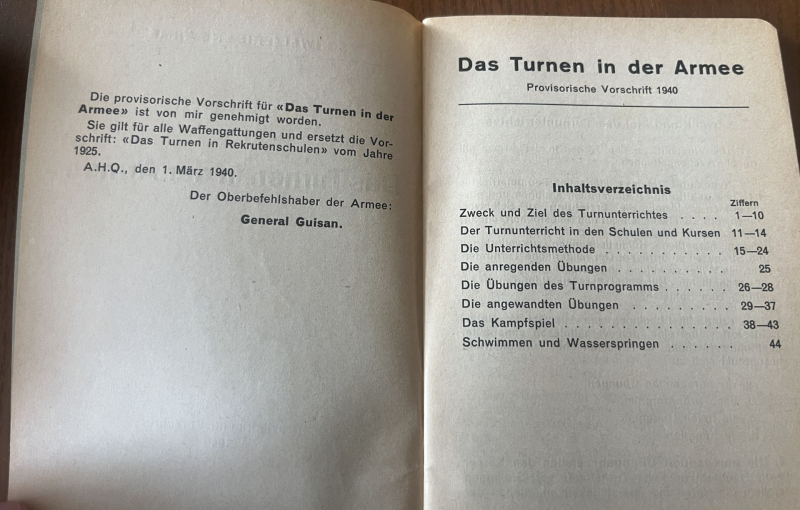 Die provisorische Vorschrift für «Das Turnen in der
Armee» ist von mir genehmigt worden.
Sie gilt für alle Waffengattungen und ersetzt die Vor-
schrift: «Das Turnen in Rekrutenschulen» vom Jahre
1925.
A.H.Q., den 1. März 1940.
Der Oberbefehlshaber der Armee:
General Guisan.
Das Turnen in der Armee
Provisorische Vorschrift 1940
Inhaltsverzeichnis
Ziffern
Zweck und Ziel des Turnunterrichtes . . . . 1—10
Der Turnunterricht in den Schulen und Kursen 11—14
Die Unterrichtsmethode . . . . . . . . . . . 15—24
Die anregenden Übungen . . . . . . . . . . 25
Die Übungen des Turnprogramms . . . . . . 26—28
Die angewandten Übungen . . . . . . . . . 29—37
Das Kampfspiel . . . . . . . . . . . . . . . 38—43
Schwimmen und Wasserspringen . . . . . . 44